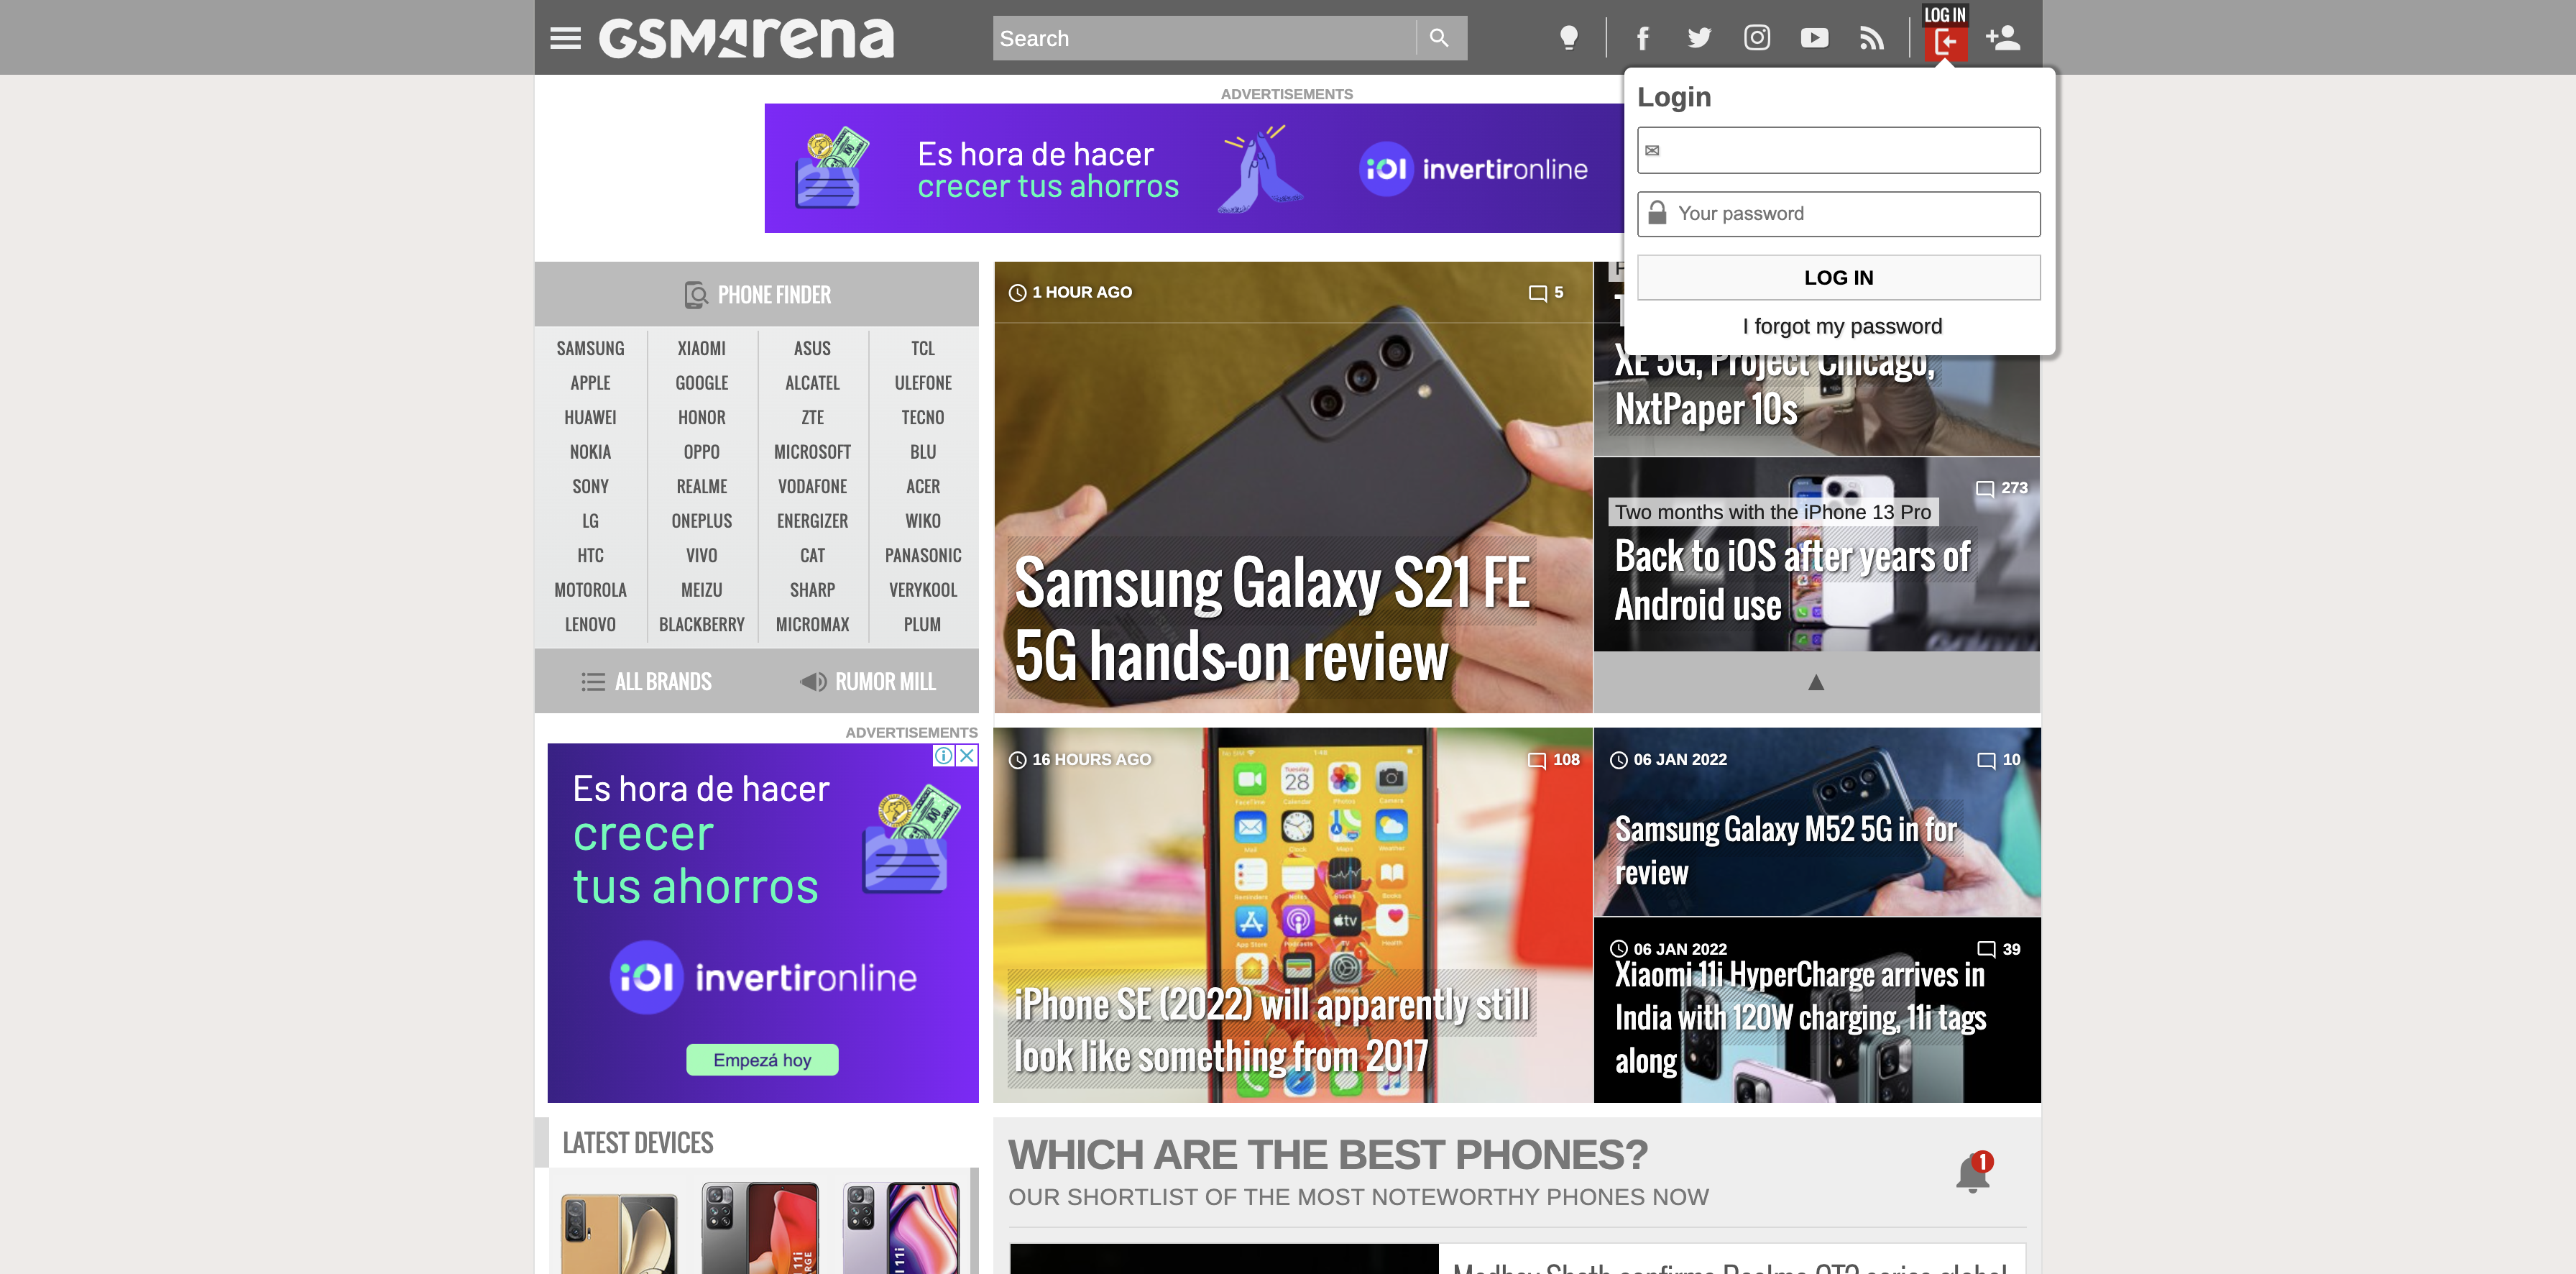 GSMArena
Search
LOG IN
Login
✉
Your password
LOG IN
I forgot my password
ADVERTISEMENTS
Es hora de hacer
crecer tus ahorros
iol invertironline
PHONE FINDER
SAMSUNG XIAOMI ASUS TCL
APPLE GOOGLE ALCATEL ULEFONE
HUAWEI HONOR ZTE TECNO
NOKIA OPPO MICROSOFT BLU
SONY REALME VODAFONE ACER
LG ONEPLUS ENERGIZER WIKO
HTC VIVO CAT PANASONIC
MOTOROLA MEIZU SHARP VERYKOOL
LENOVO BLACKBERRY MICROMAX PLUM
ALL BRANDS RUMOR MILL
1 HOUR AGO 5
Samsung Galaxy S21 FE
5G hands-on review
XE 5G, Project Chicago,
NxtPaper 10s
273
Two months with the iPhone 13 Pro
Back to iOS after years of
Android use
▲
ADVERTISEMENTS
Es hora de hacer
crecer
tus ahorros
iol invertironline
Empezá hoy
16 HOURS AGO 108
iPhone SE (2022) will apparently still
look like something from 2017
06 JAN 2022 10
Samsung Galaxy M52 5G in for
review
06 JAN 2022 39
Xiaomi 11i HyperCharge arrives in
India with 120W charging, 11i tags
along
LATEST DEVICES
WHICH ARE THE BEST PHONES?
OUR SHORTLIST OF THE MOST NOTEWORTHY PHONES NOW
1
Madhav Sheth confirms Realme GT2 series global